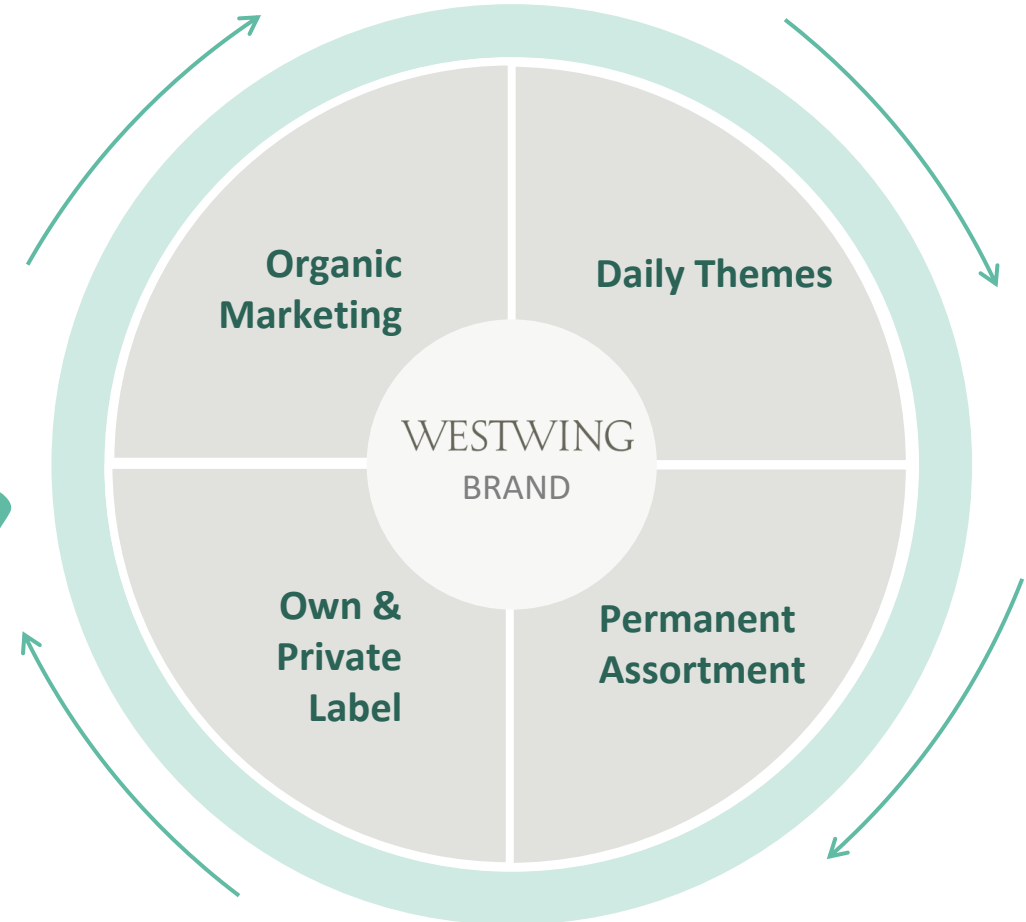 Organic
Marketing
Daily Themes
WESTWING
BRAND
Own &
Private
Label
Permanent
Assortment